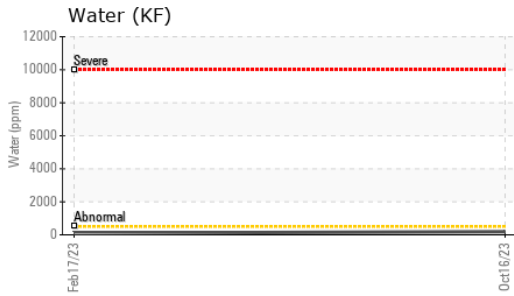 Water (KF)
12000
Severe
10000
8000
6000
Water (ppm)
4000
2000
Abnormal
0
Feb17/23
Oct16/23